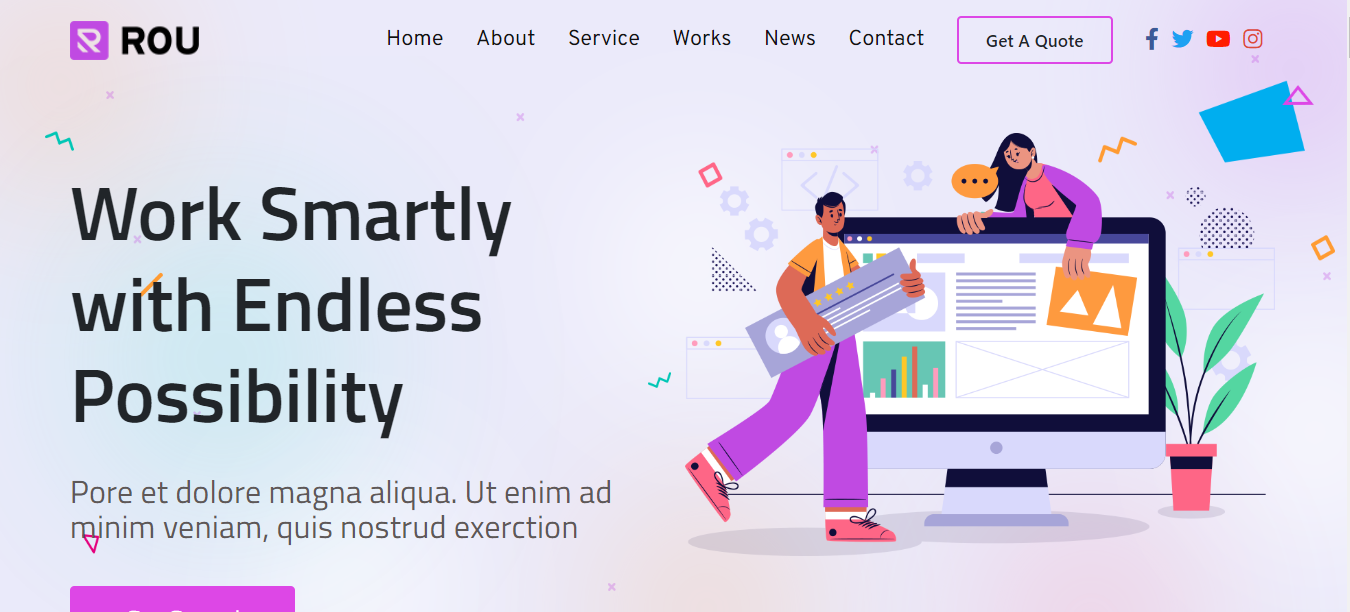 ROU
Home About Service Works News Contact Get A Quote
Work Smartly
with Endless
Possibility
Pore et dolore magna aliqua. Ut enim ad
minim veniam, quis nostrud exerction